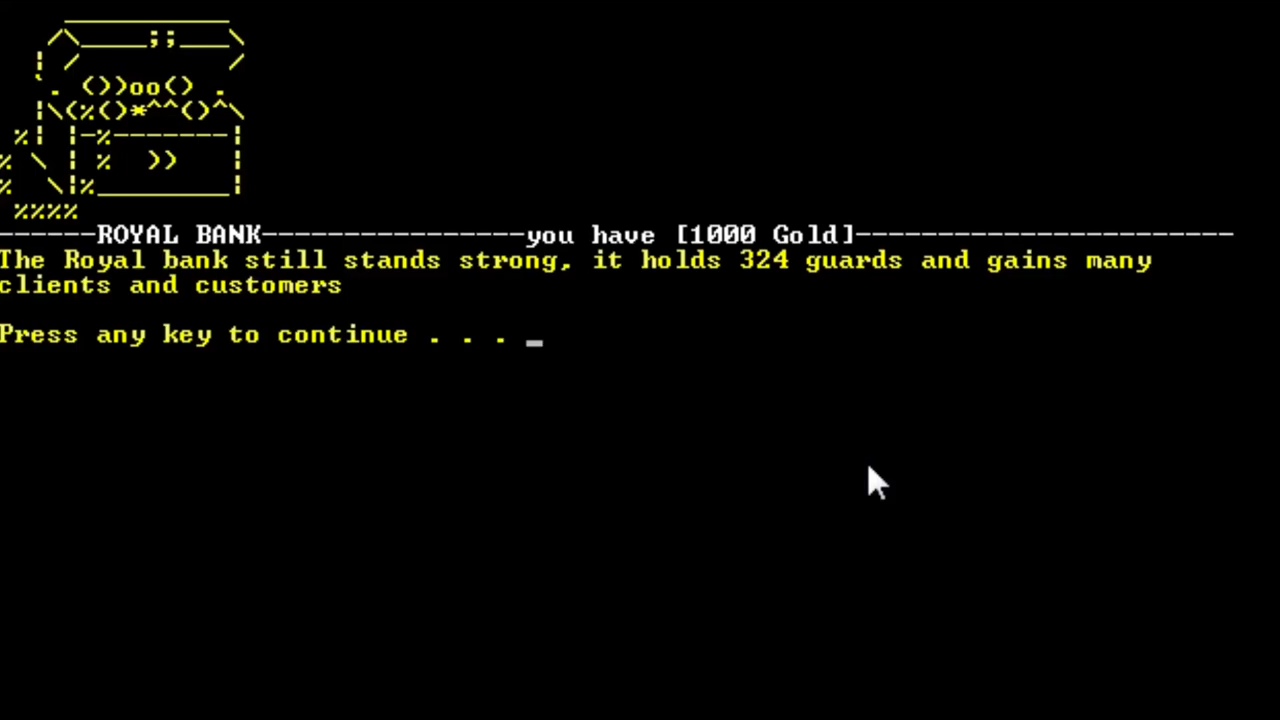 ------ROYAL BANK----------------you have [1000 Gold]-----------------------
The Royal bank still stands strong, it holds 324 guards and gains many
clients and customers
Press any key to continue . . . _